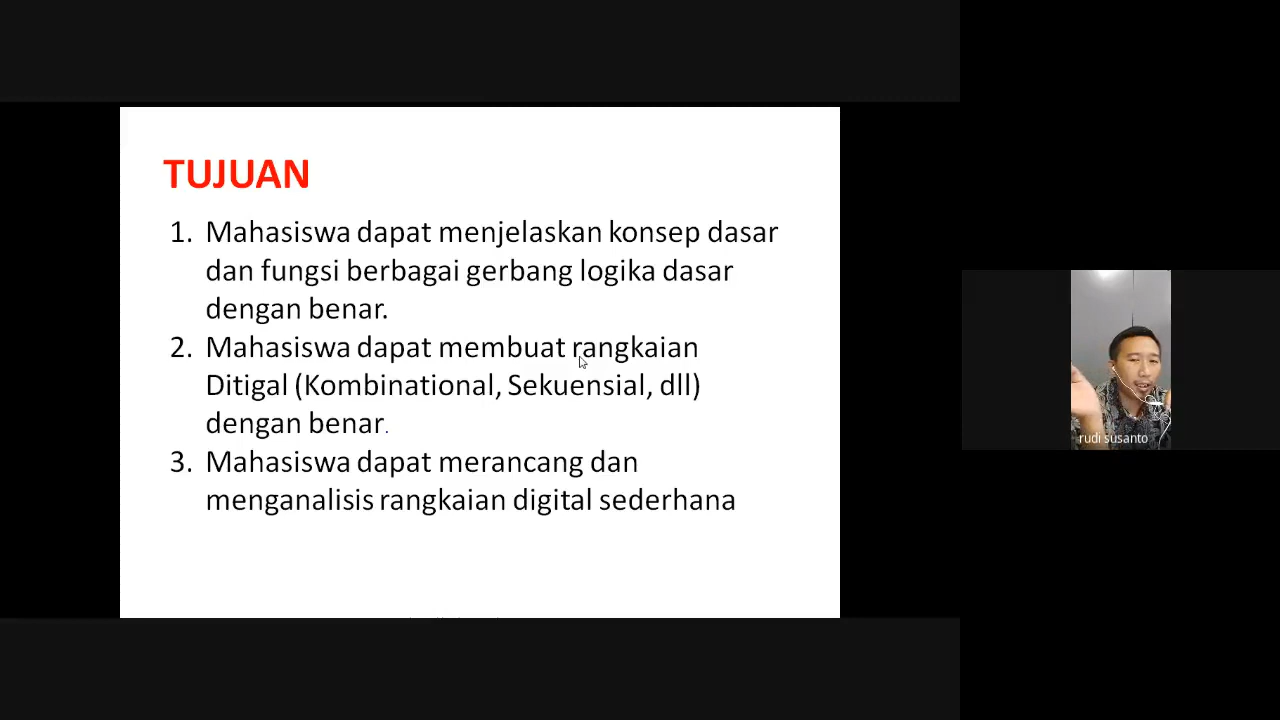 TUJUAN
1. Mahasiswa dapat menjelaskan konsep dasar
dan fungsi berbagai gerbang logika dasar
dengan benar.
2. Mahasiswa dapat membuat rangkaian
Ditigal (Kombinational, Sekuensial, dll)
dengan benar.
3. Mahasiswa dapat merancang dan
menganalisis rangkaian digital sederhana
rudi susanto